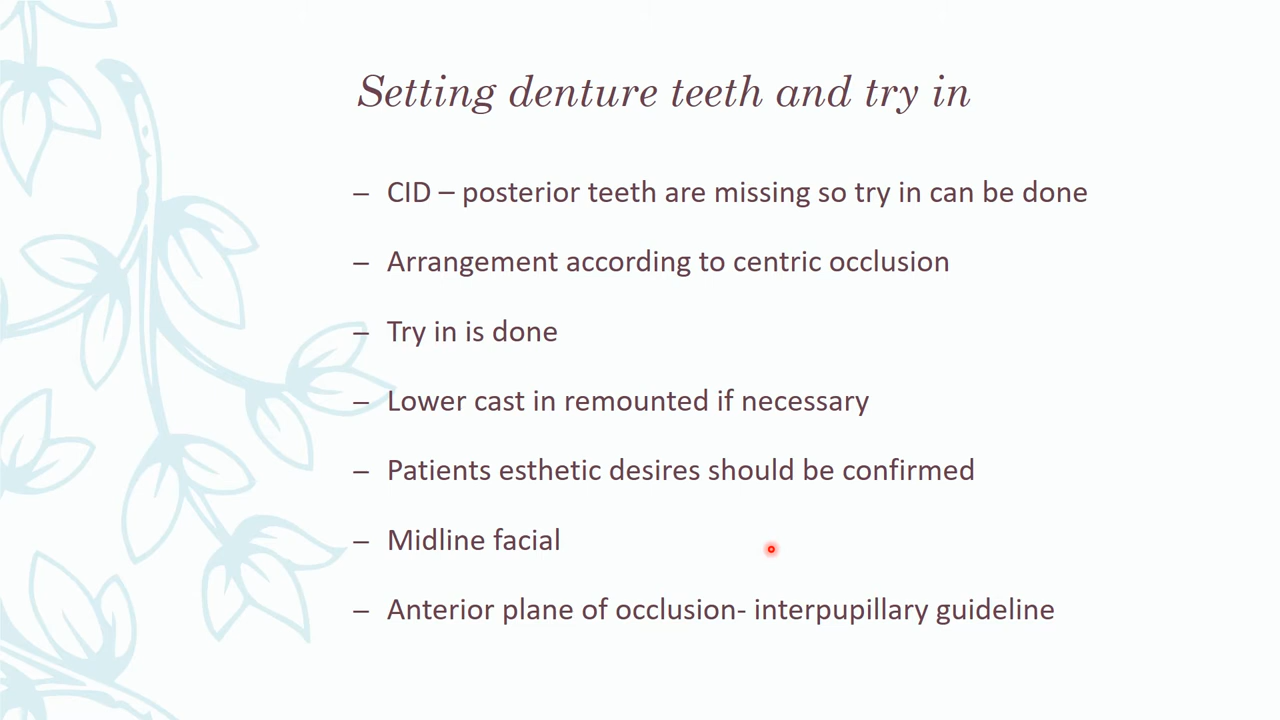 Setting denture teeth and try in
– CID – posterior teeth are missing so try in can be done
– Arrangement according to centric occlusion
– Try in is done
– Lower cast in remounted if necessary
– Patients esthetic desires should be confirmed
– Midline facial
– Anterior plane of occlusion- interpupillary guideline